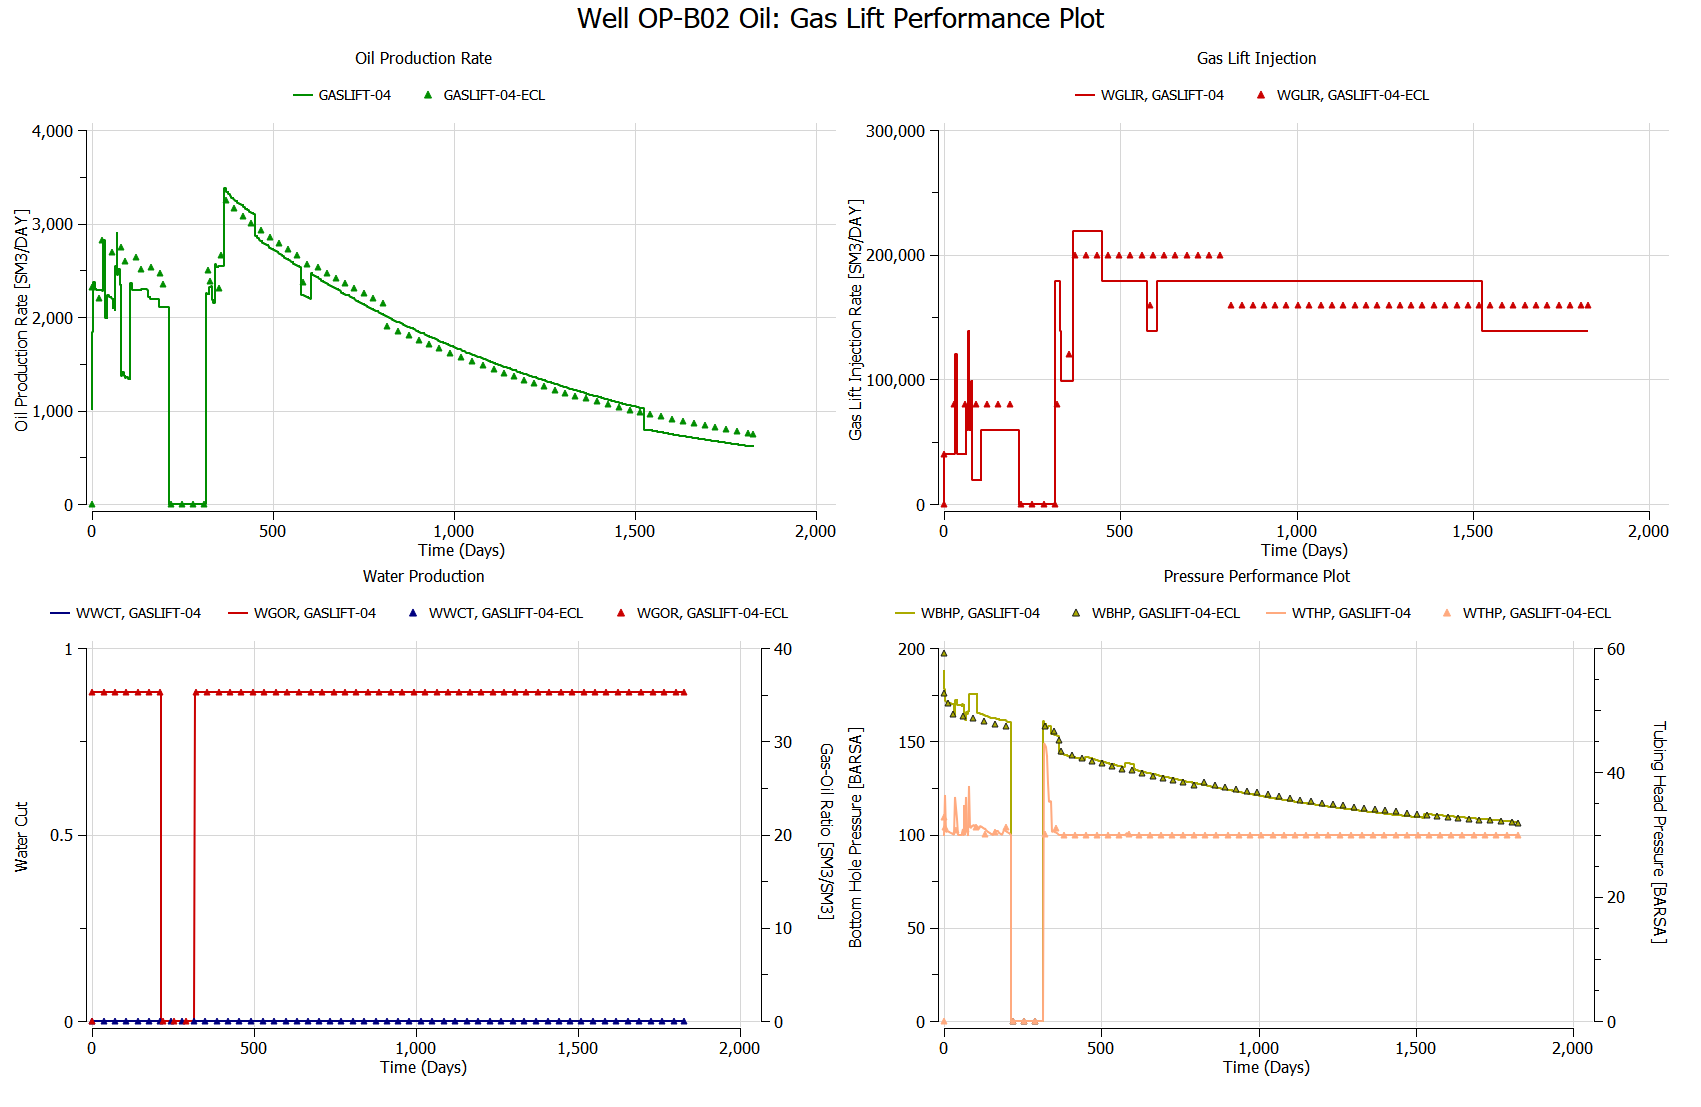 Well OP-B02 Oil: Gas Lift Performance Plot
Oil Production Rate
GASLIFT-04
GASLIFT-04-ECL
4,000
3,000
2,000
1,000
0
Oil Production Rate [SM3/DAY]
0
500
1,000
1,500
2,000
Time (Days)
Gas Lift Injection
WGLIR, GASLIFT-04
WGLIR, GASLIFT-04-ECL
300,000
200,000
100,000
0
Gas Lift Injection Rate [SM3/DAY]
0
500
1,000
1,500
2,000
Time (Days)
Water Production
WWCT, GASLIFT-04
WGOR, GASLIFT-04
WWCT, GASLIFT-04-ECL
WGOR, GASLIFT-04-ECL
1
0.5
0
Water Cut
40
30
20
10
0
Gas-Oil Ratio [SM3/SM3]
0
500
1,000
1,500
2,000
Time (Days)
Pressure Performance Plot
WBHP, GASLIFT-04
WBHP, GASLIFT-04-ECL
WTHP, GASLIFT-04
WTHP, GASLIFT-04-ECL
200
150
100
50
0
Bottom Hole Pressure [BARSA]
60
40
20
0
Tubing Head Pressure [BARSA]
0
500
1,000
1,500
2,000
Time (Days)